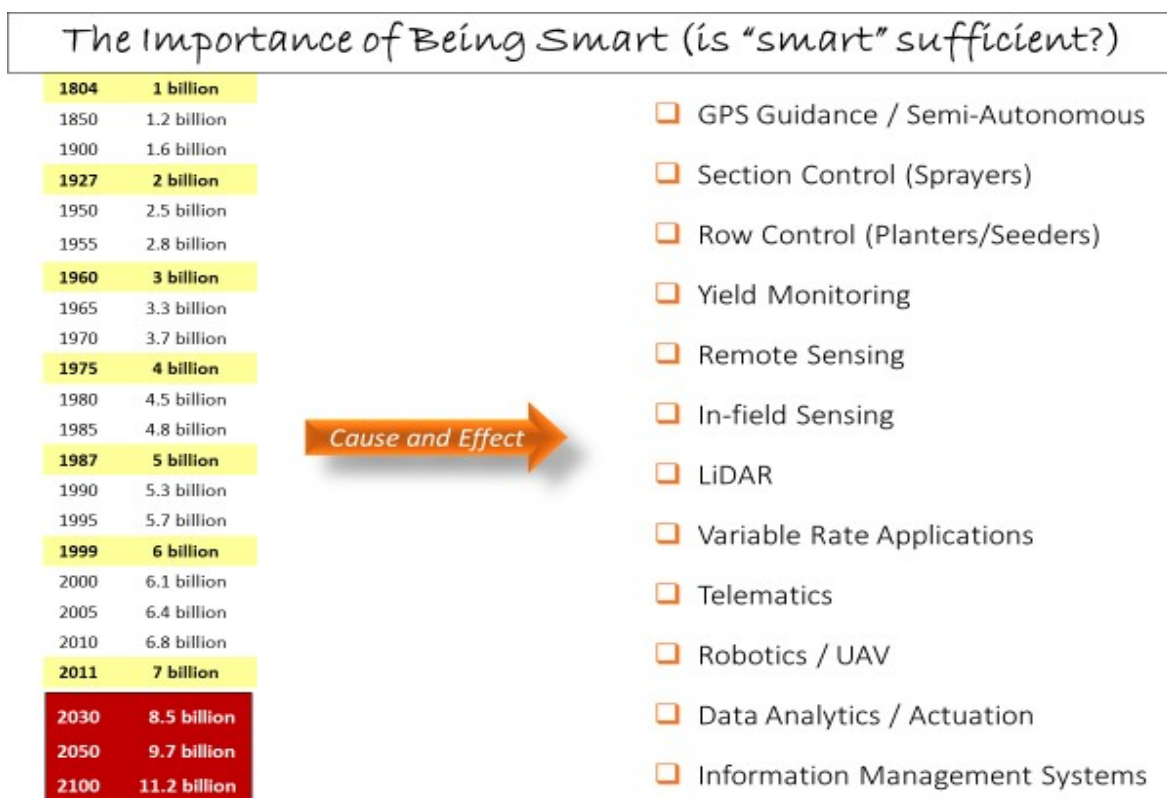 The Importance of Being Smart (is “smart” sufficient?)
1804 1 billion
1850 1.2 billion
1900 1.6 billion
1927 2 billion
1950 2.5 billion
1955 2.8 billion
1960 3 billion
1965 3.3 billion
1970 3.7 billion
1975 4 billion
1980 4.5 billion
1985 4.8 billion
1987 5 billion
1990 5.3 billion
1995 5.7 billion
1999 6 billion
2000 6.1 billion
2005 6.4 billion
2010 6.8 billion
2011 7 billion
2030 8.5 billion
2050 9.7 billion
2100 11.2 billion
Cause and Effect
GPS Guidance / Semi-Autonomous
Section Control (Sprayers)
Row Control (Planters/Seeders)
Yield Monitoring
Remote Sensing
In-field Sensing
LiDAR
Variable Rate Applications
Telematics
Robotics / UAV
Data Analytics / Actuation
Information Management Systems